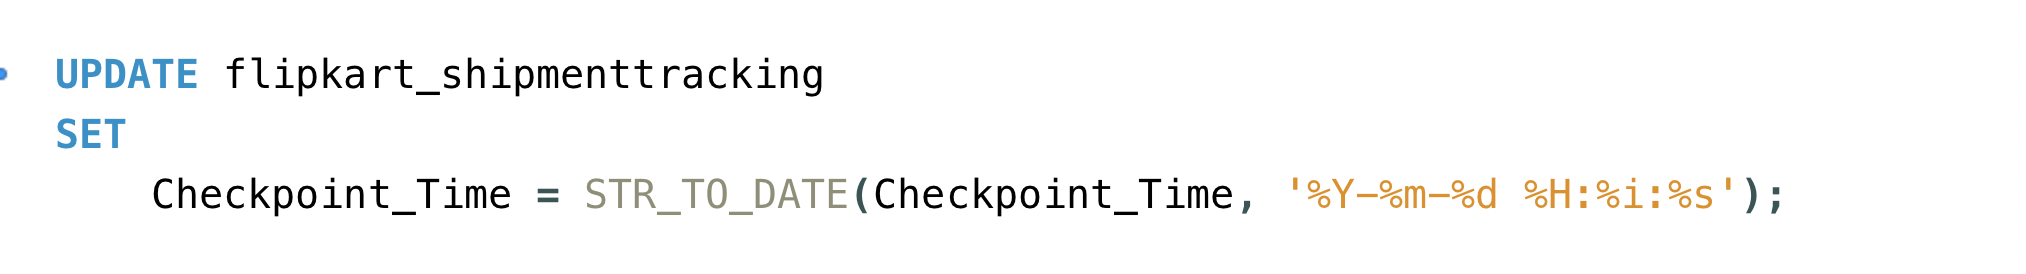 UPDATE flipkart_shipmenttracking
SET
Checkpoint_Time = STR_TO_DATE(Checkpoint_Time, '%Y-%m-%d %H:%i:%s');